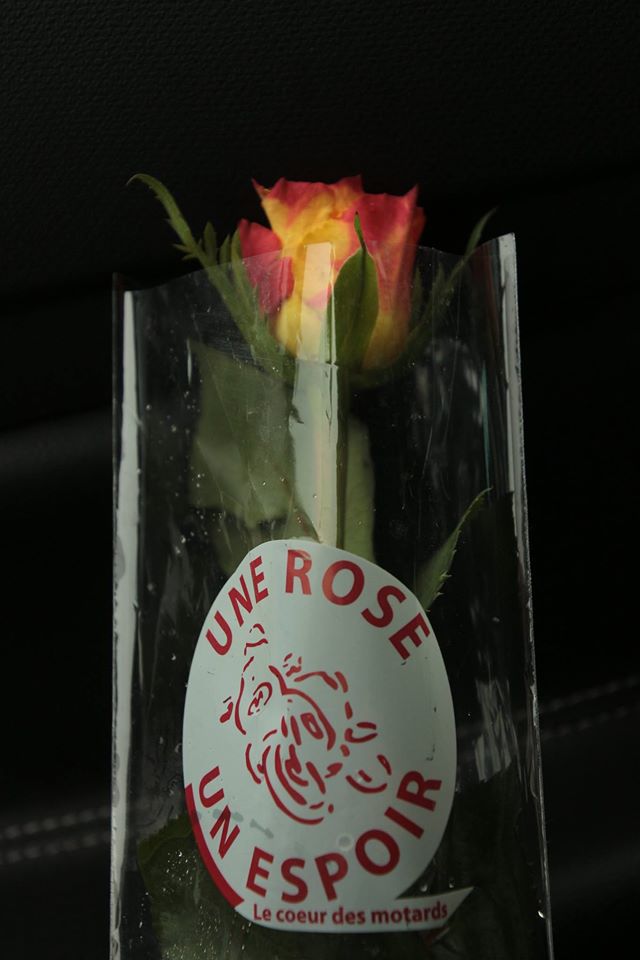 UNE ROSE
UN ESPOIR
Le coeur des motards